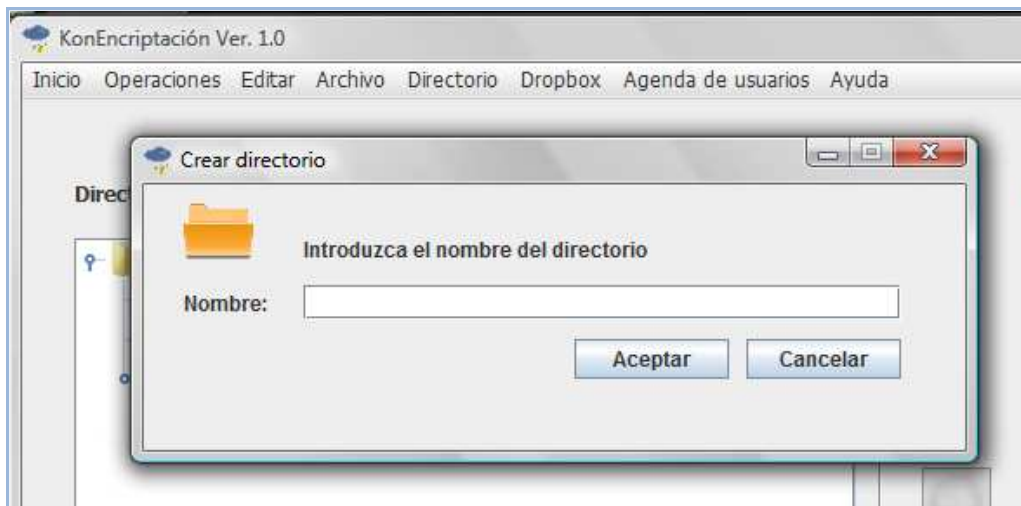 KonEncriptación Ver. 1.0
Inicio Operaciones Editar Archivo Directorio Dropbox Agenda de usuarios Ayuda
Crear directorio
Direc
Introduzca el nombre del directorio
Nombre:
Aceptar Cancelar